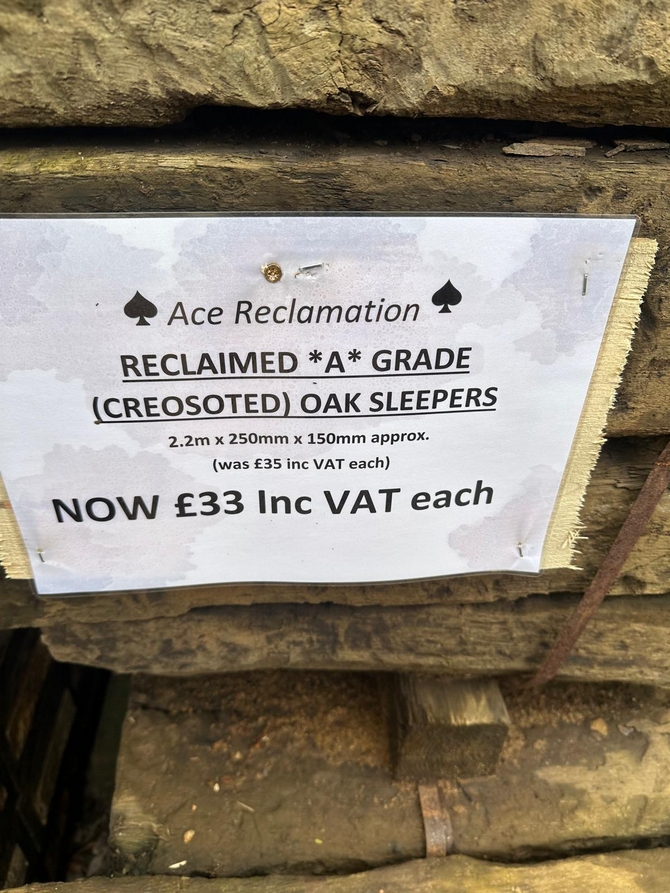 ♠ Ace Reclamation ♠
RECLAIMED *A* GRADE
(CREOSOTED) OAK SLEEPERS
2.2m x 250mm x 150mm approx.
(was £35 inc VAT each)
NOW £33 Inc VAT each